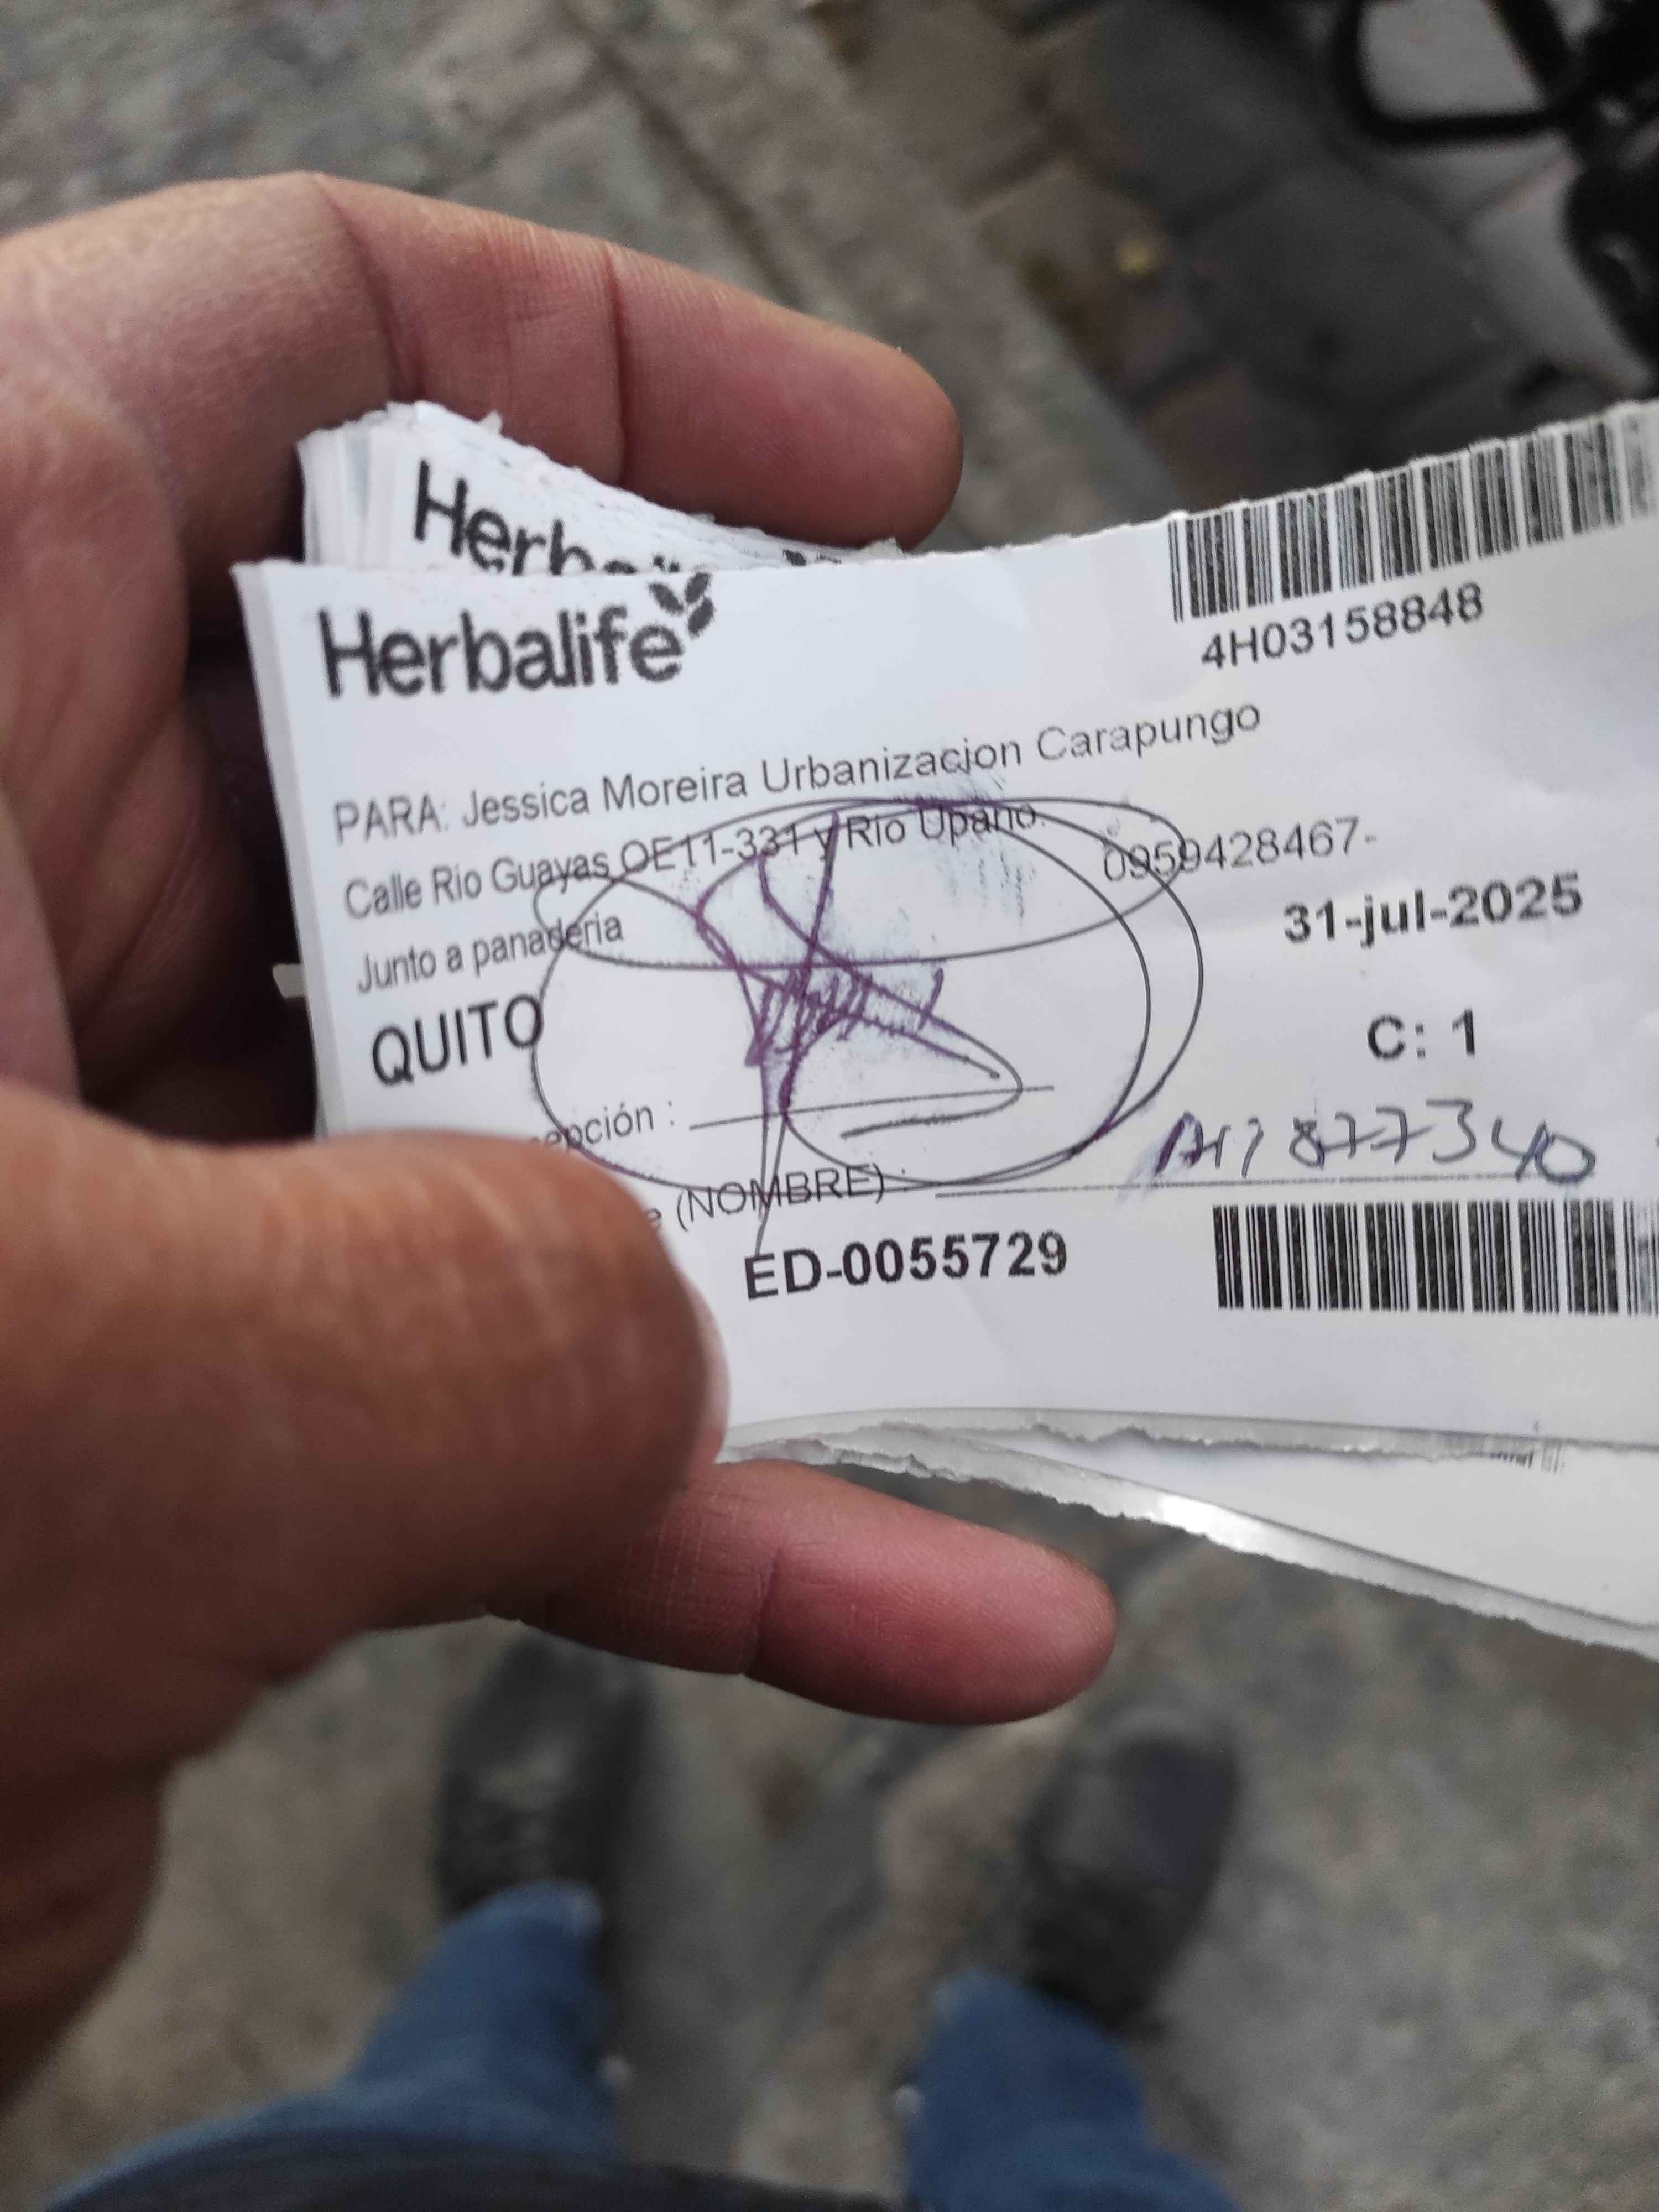 Herbalife
4H03158848
PARA: Jessica Moreira Urbanizacion Carapungo
Calle Rio Guayas OE11-331 y Rio Upano.
0959428467-
Junto a panaderia
31-jul-2025
QUITO
C: 1
epción :
e (NOMBRE) :
ED-0055729